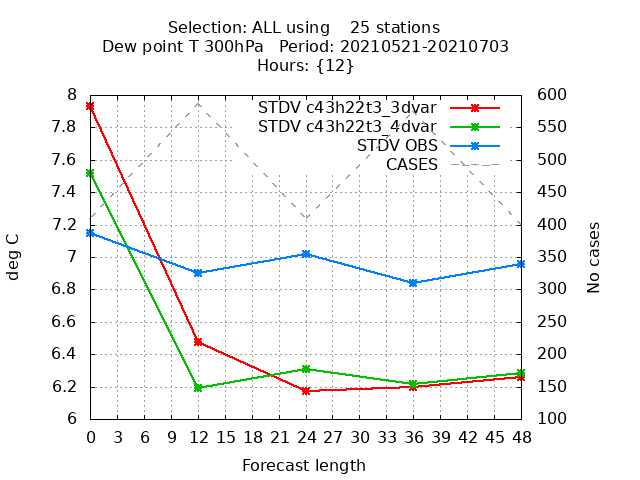 Selection: ALL using    25 stations
Dew point T 300hPa   Period: 20210521-20210703
Hours: {12}
8 600
STDV c43h22t3_3dvar
7.8 550
STDV c43h22t3_4dvar
STDV OBS
7.6 500
CASES
7.4 450
7.2 400
7 350
6.8 300
6.6 250
6.4 200
6.2 150
6 100
deg C
No cases
0 3 6 9 12 15 18 21 24 27 30 33 36 39 42 45 48
Forecast length